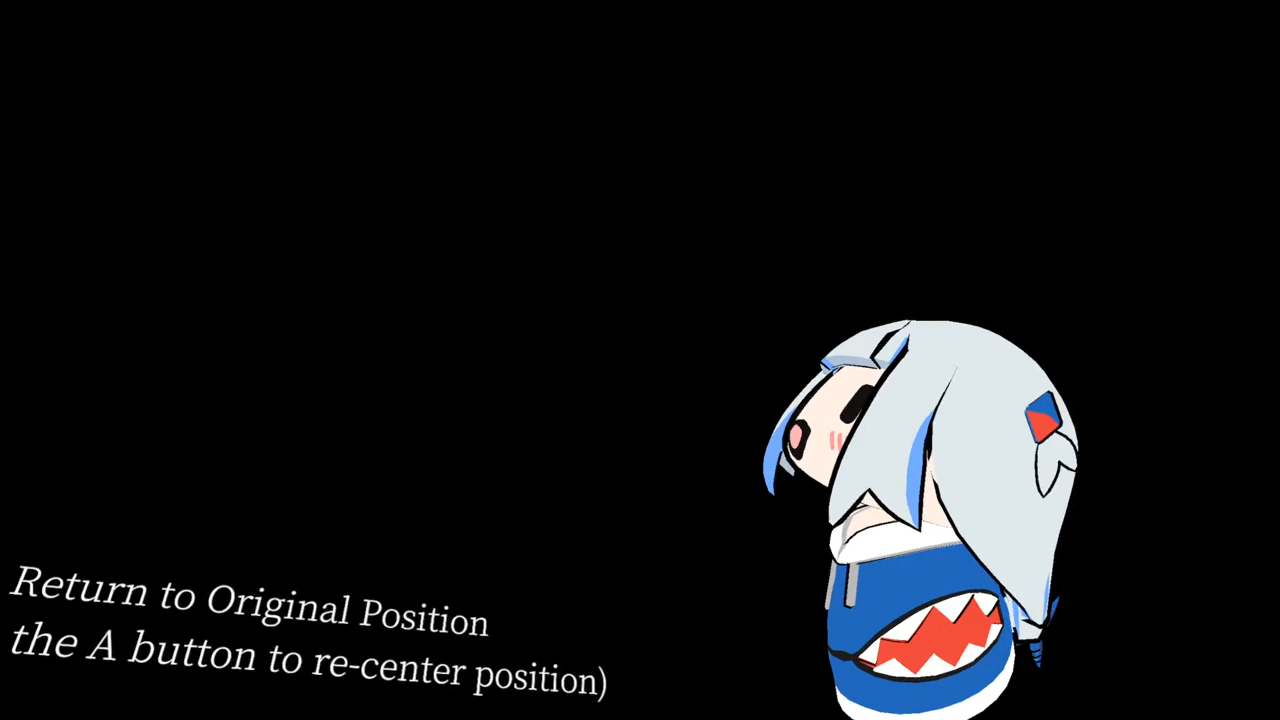 Return to Original Position
the A button to re-center position)